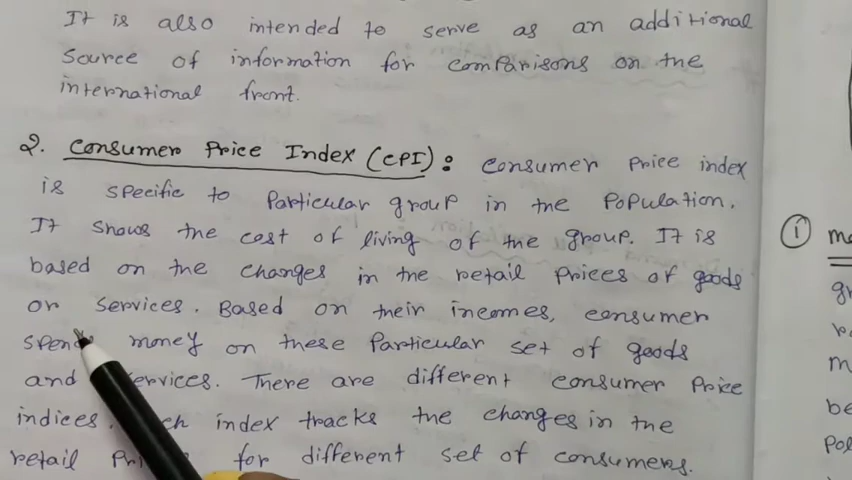 It is also intended to serve as an additional
source of information for comparisons on the
international front.
2. Consumer Price Index (CPI): Consumer Price index
is specific to Particular group in the Population.
It shows the cost of living of the group. It is
based on the changes in the retail Prices of goods
or services. Based on their incomes, consumer
spend money on these Particular set of goods
and services. There are different consumer Price
indices. index tracks the changes in the
retail for different set of consumers.
①